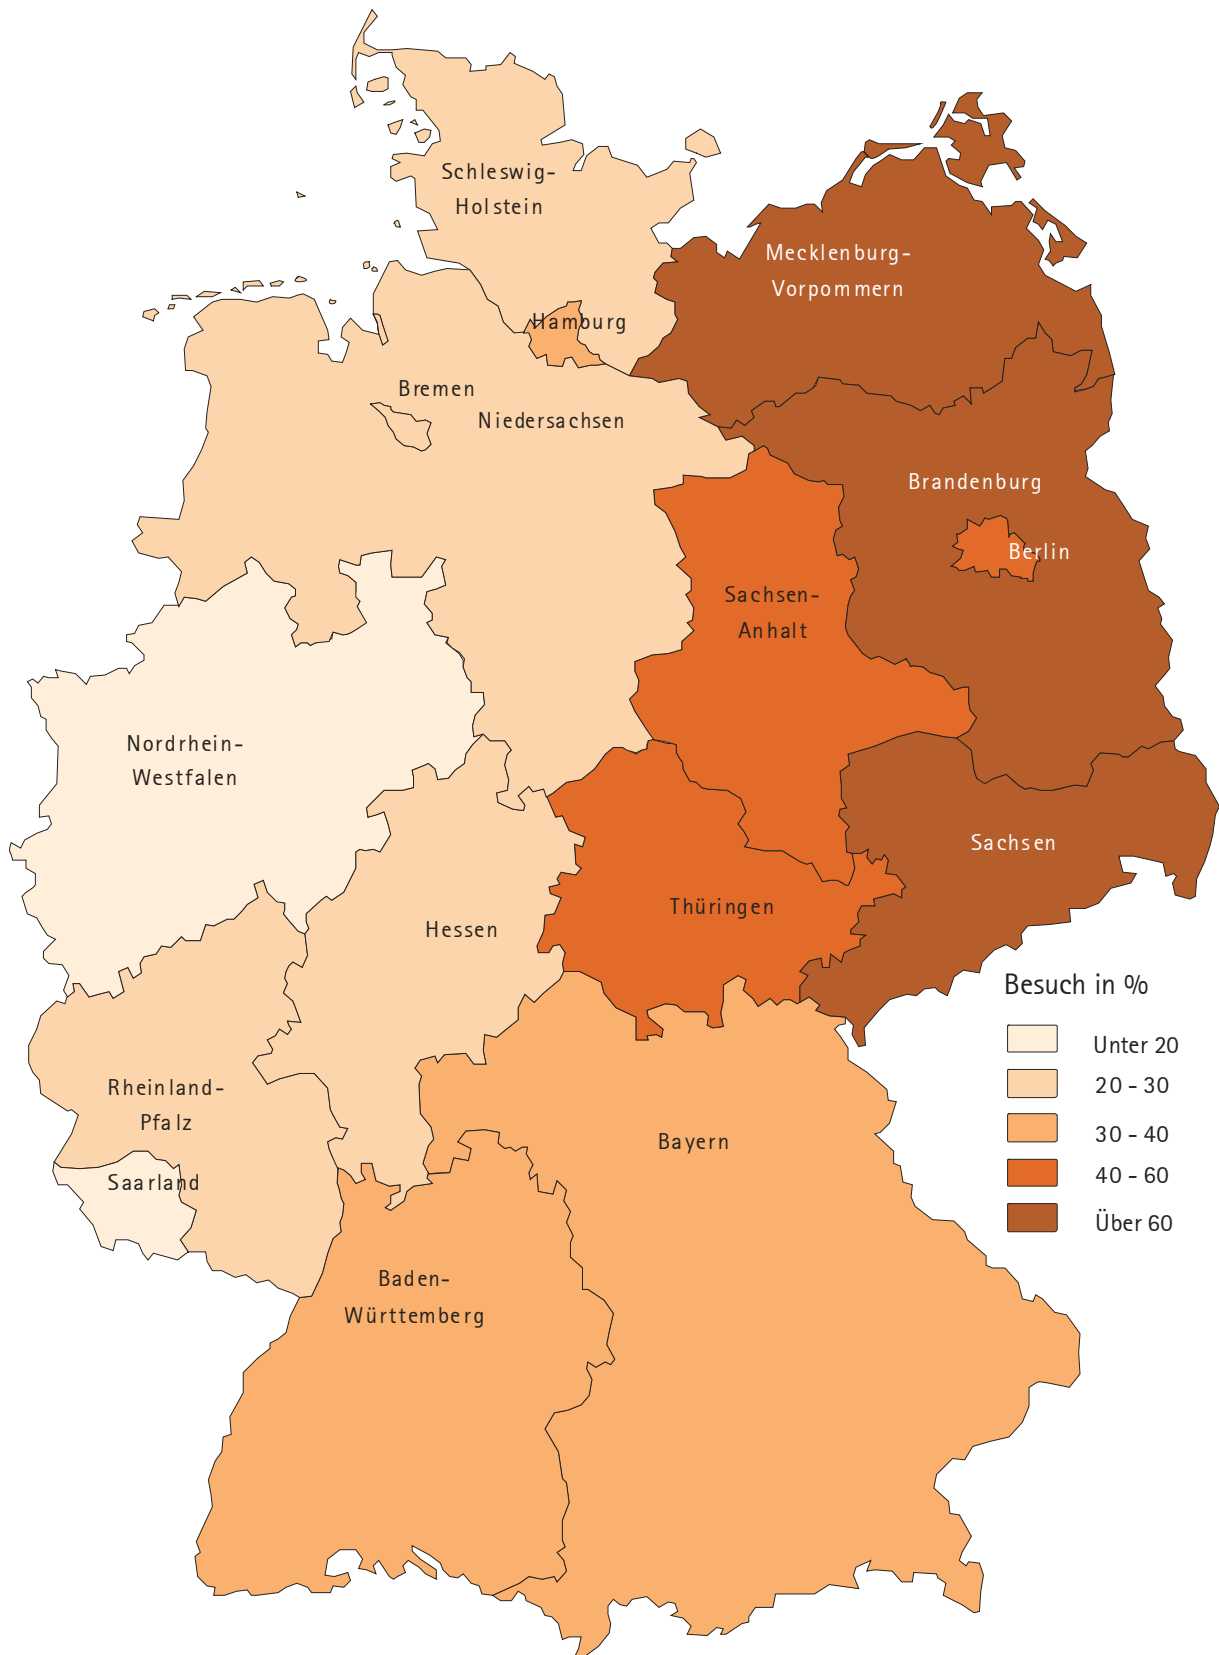 Schleswig-
Holstein
Mecklenburg-
Vorpommern
Hamburg
Bremen
Niedersachsen
Brandenburg
Berlin
Sachsen-
Anhalt
Nordrhein-
Westfalen
Sachsen
Thüringen
Hessen
Rheinland-
Pfalz
Saarland
Bayern
Baden-
Württemberg
Besuch in %
Unter 20
20 - 30
30 - 40
40 - 60
Über 60